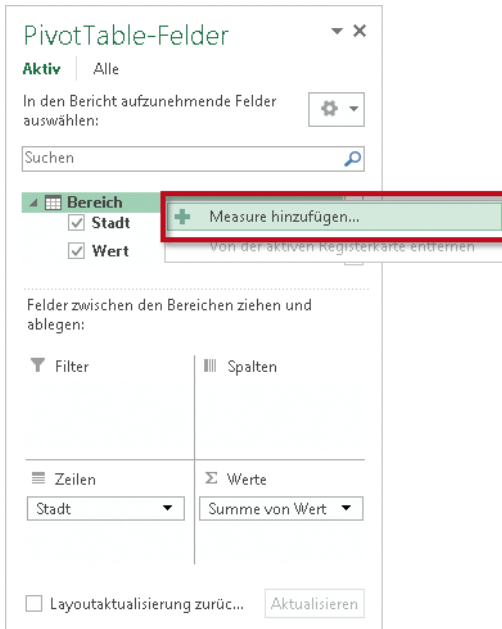 PivotTable-Felder
Aktiv Alle
In den Bericht aufzunehmende Felder
auswählen:
Suchen
Bereich
Measure hinzufügen...
Stadt
Von der aktiven Registerkarte entfernen
Wert
Felder zwischen den Bereichen ziehen und
ablegen:
Filter
Spalten
Zeilen
Σ Werte
Stadt
Summe von Wert
Layoutaktualisierung zurüc...
Aktualisieren